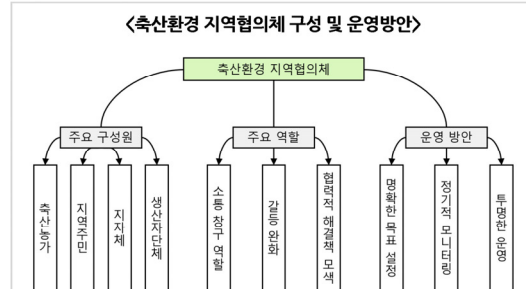 <축산환경 지역협의체 구성 및 운영방안>
축산환경 지역협의체
주요 구성원
주요 역할
운영 방안
축산농가
지역주민
지자체
생산자단체
소통 창구 역할
갈등 완화
협력적 해결책 모색
명확한 목표 설정
정기적 모니터링
투명한 운영